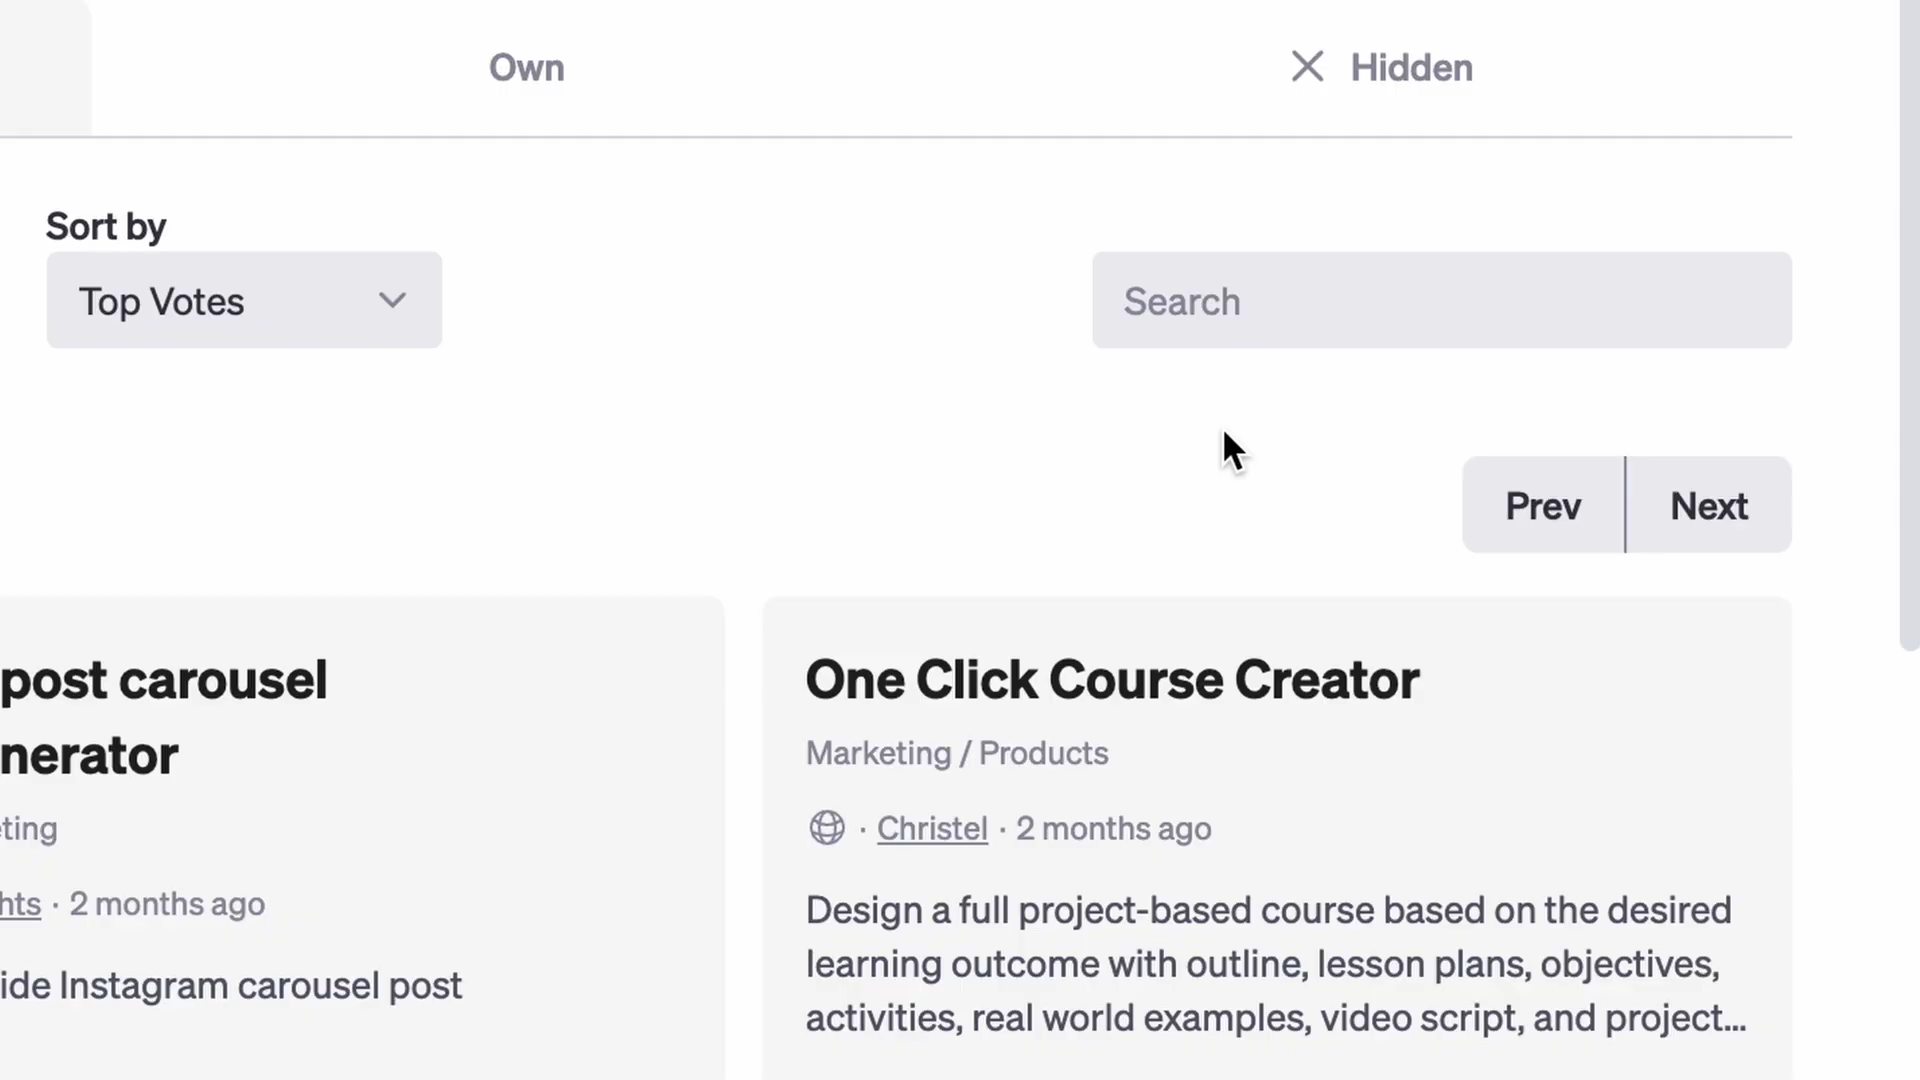 Own
Hidden
Sort by
Top Votes
Search
Prev
Next
post carousel
nerator
eting
hts · 2 months ago
ide Instagram carousel post
One Click Course Creator
Marketing / Products
· Christel · 2 months ago
Design a full project-based course based on the desired
learning outcome with outline, lesson plans, objectives,
activities, real world examples, video script, and project...